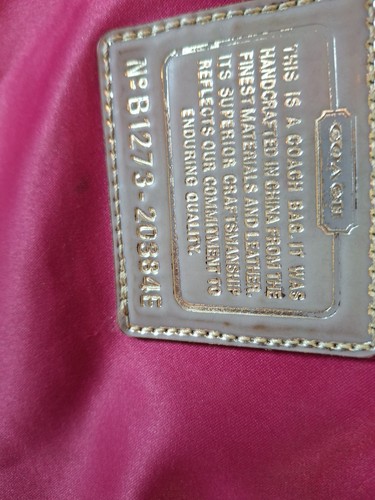 COACH
THIS IS A COACH BAG. IT WAS
HANDCRAFTED IN CHINA FROM THE
FINEST MATERIALS AND LEATHER.
ITS SUPERIOR CRAFTSMANSHIP
REFLECTS OUR COMMITMENT TO
ENDURING QUALITY.
Nº B1273-20384E